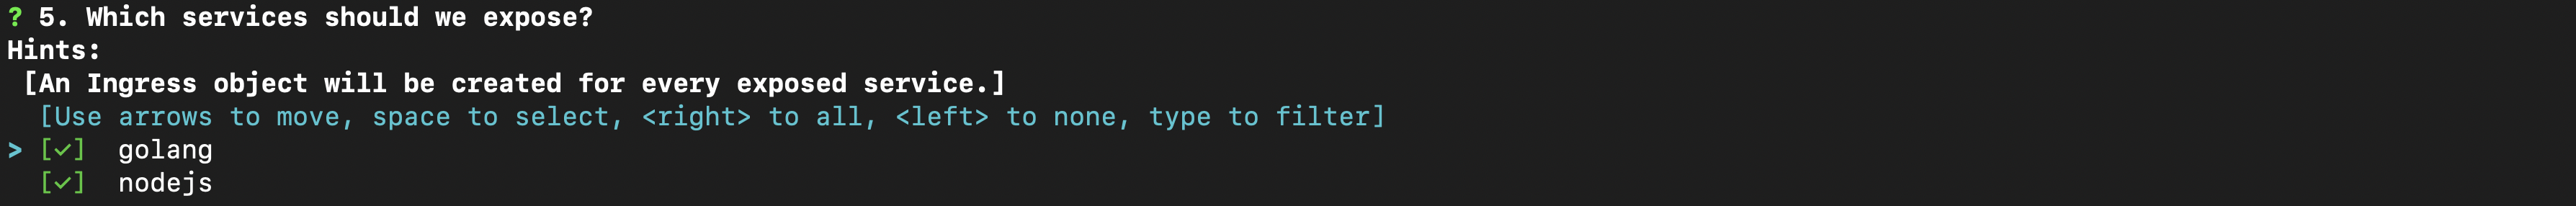 ? 5. Which services should we expose?
Hints:
[An Ingress object will be created for every exposed service.]
[Use arrows to move, space to select, <right> to all, <left> to none, type to filter]
> [✓] golang
[✓] nodejs